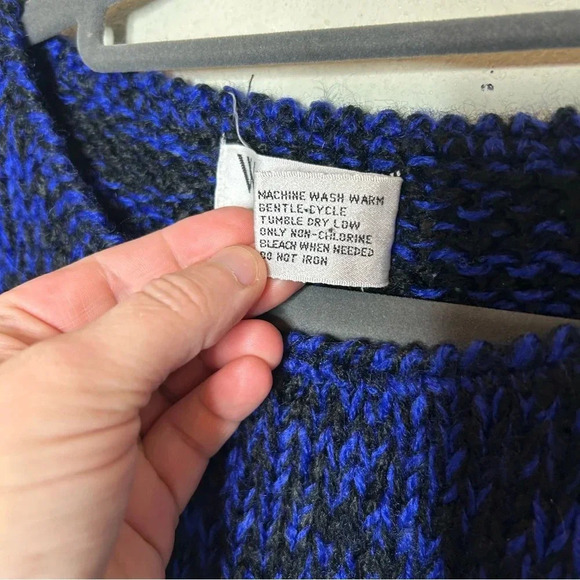 MACHINE WASH WARM
GENTLE CYCLE
TUMBLE DRY LOW
ONLY NON-CHLORINE
BLEACH WHEN NEEDED
DO NOT IRON